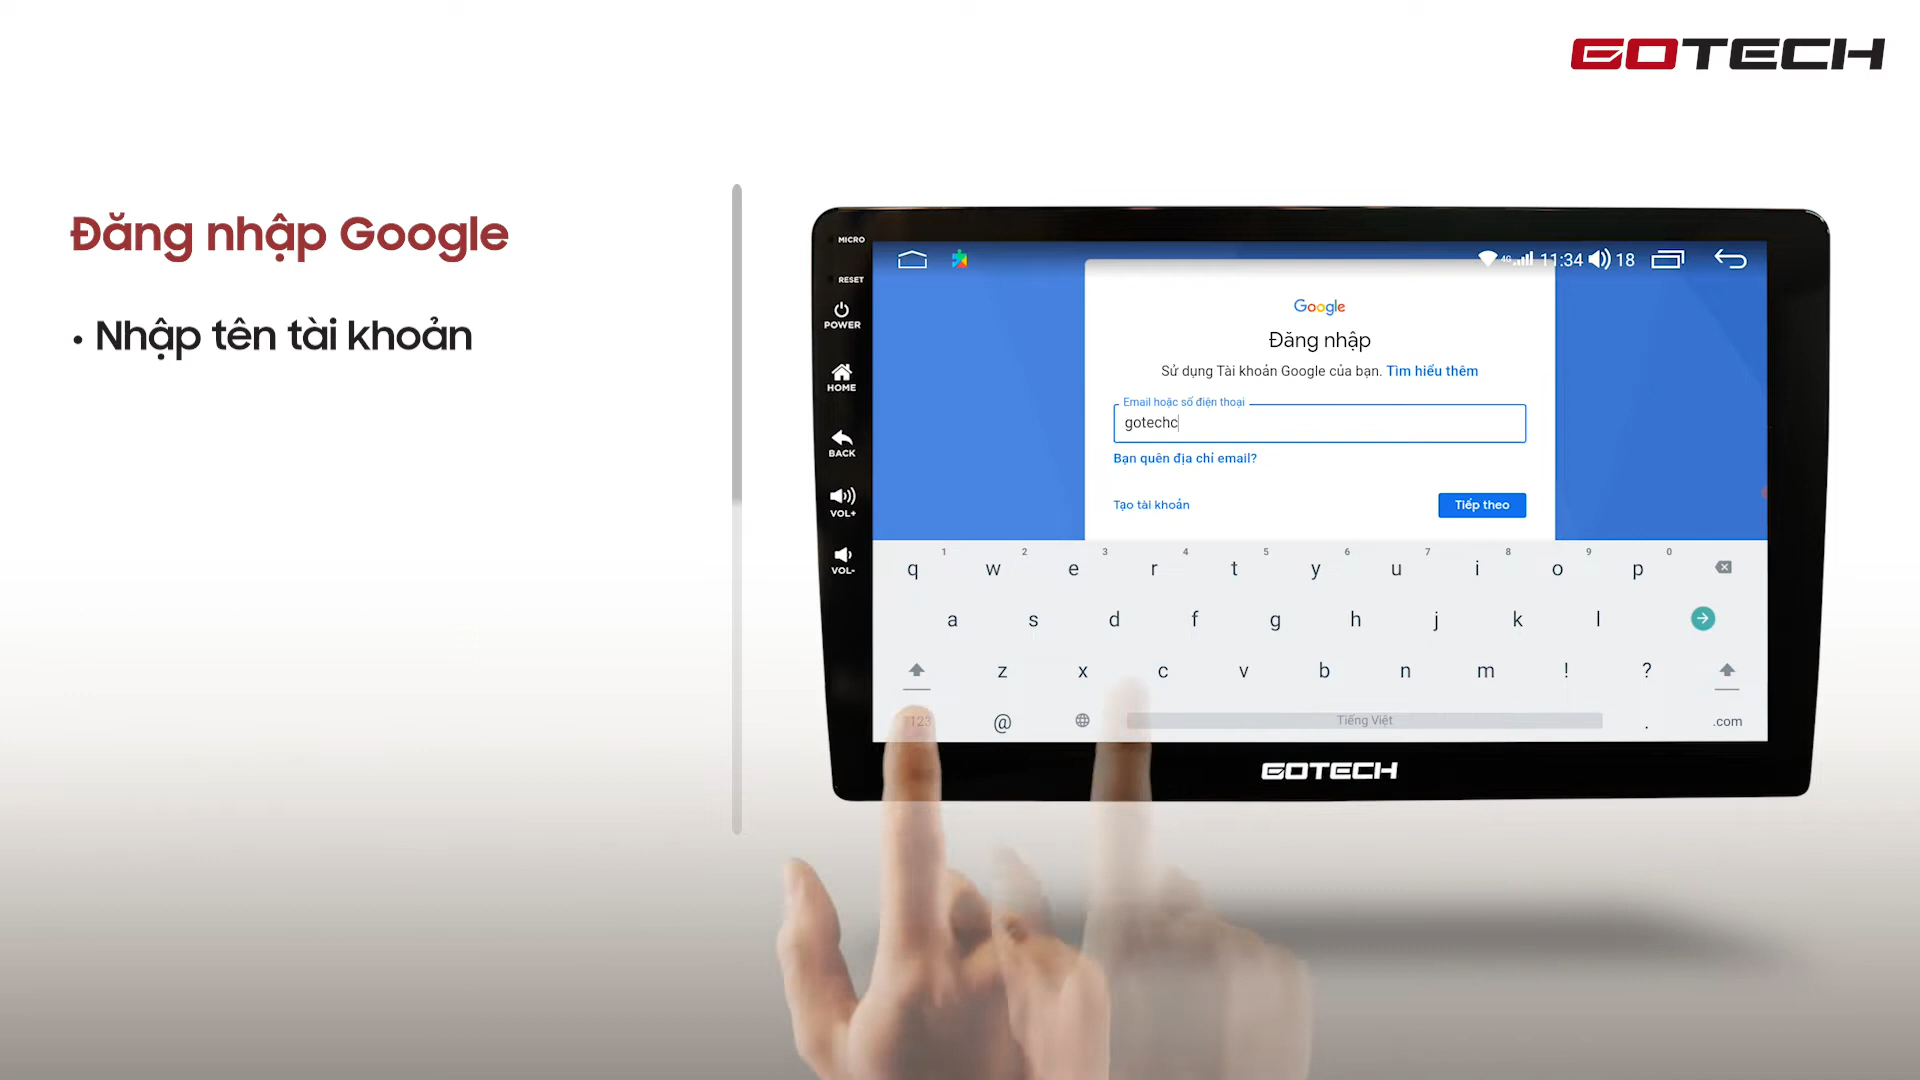 GOTECH
Đăng nhập Google
• Nhập tên tài khoản
MICRO
RESET
POWER
HOME
BACK
VOL+
VOL-
4G 11:34 18
Google
Đăng nhập
Sử dụng Tài khoản Google của bạn. Tìm hiểu thêm
Email hoặc số điện thoại
gotechc
Bạn quên địa chỉ email?
Tạo tài khoản Tiếp theo
1 2 3 4 5 6 7 8 9 0
q w e r t y u i o p
a s d f g h j k l
z x c v b n m ! ?
?123 @ Tiếng Việt . .com
GOTECH